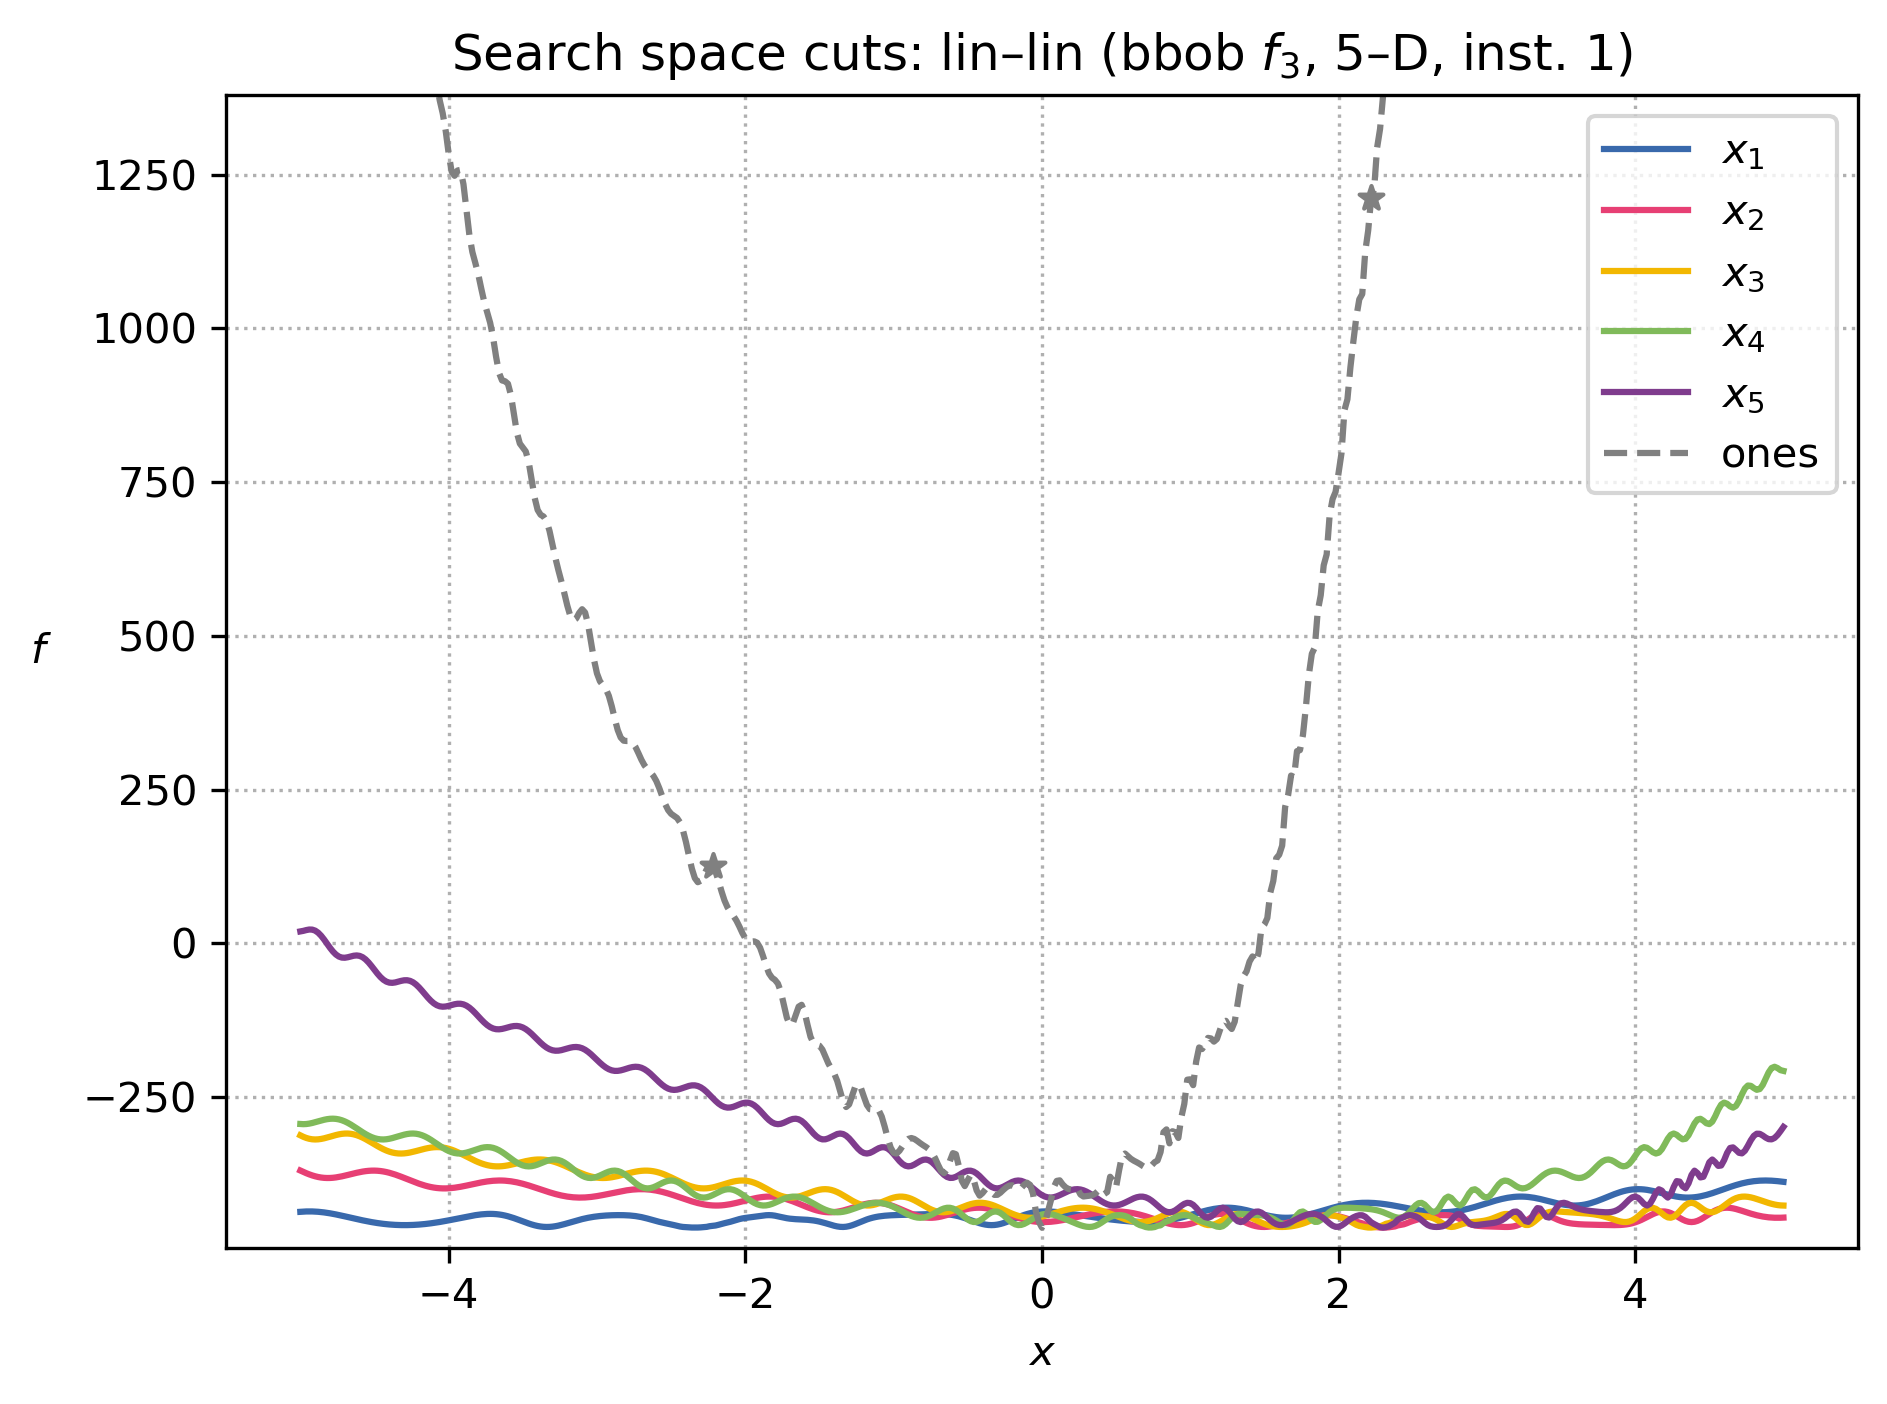 Search space cuts: lin–lin (bbob f₃, 5–D, inst. 1)
1250
1000
750
500
250
0
−250
f
−4
−2
0
2
4
x
x₁
x₂
x₃
x₄
x₅
ones